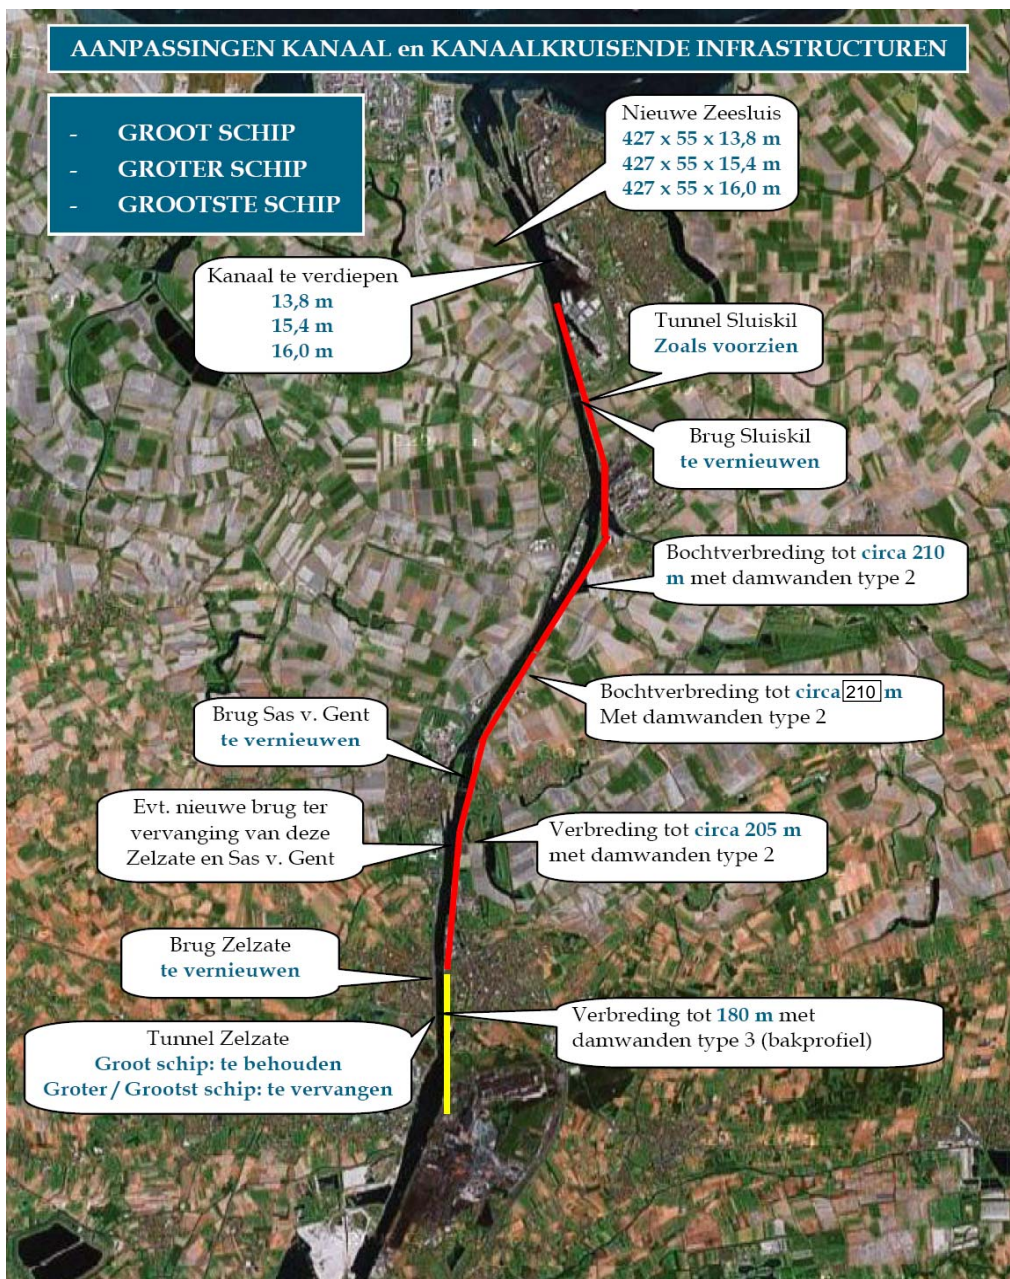 AANPASSINGEN KANAAL en KANAALKRUISENDE INFRASTRUCTUREN
- GROOT SCHIP
- GROTER SCHIP
- GROOTSTE SCHIP
Nieuwe Zeesluis
427 x 55 x 13,8 m
427 x 55 x 15,4 m
427 x 55 x 16,0 m
Kanaal te verdiepen
13,8 m
15,4 m
16,0 m
Tunnel Sluiskil
Zoals voorzien
Brug Sluiskil
te vernieuwen
Bochtverbreding tot circa 210
m met damwanden type 2
Bochtverbreding tot circa 210 m
Met damwanden type 2
Brug Sas v. Gent
te vernieuwen
Evt. nieuwe brug ter
vervanging van deze
Zelzate en Sas v. Gent
Verbreding tot circa 205 m
met damwanden type 2
Brug Zelzate
te vernieuwen
Verbreding tot 180 m met
damwanden type 3 (bakprofiel)
Tunnel Zelzate
Groot schip: te behouden
Groter / Grootst schip: te vervangen